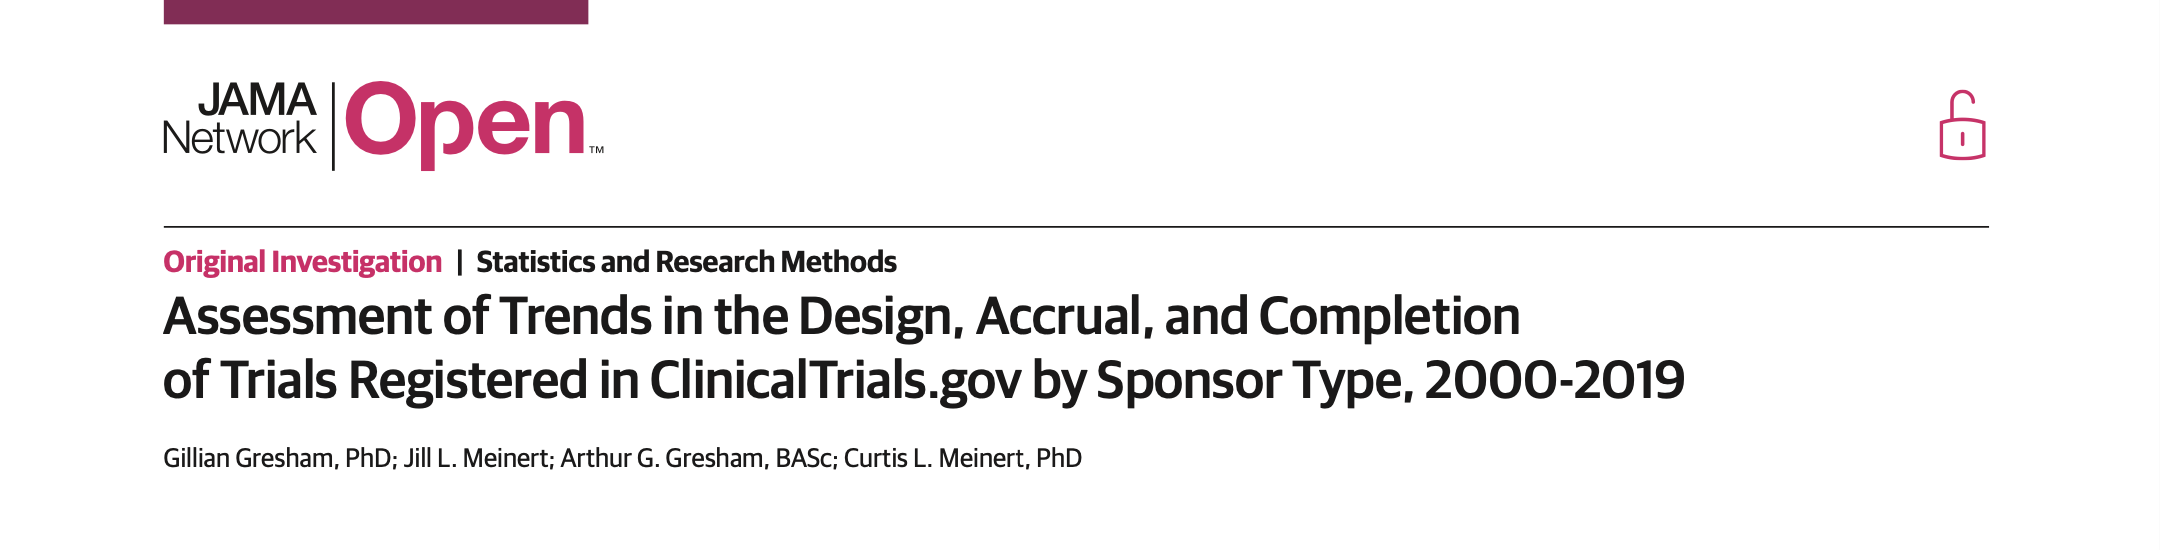 JAMA
Network
Open™
Original Investigation | Statistics and Research Methods
Assessment of Trends in the Design, Accrual, and Completion
of Trials Registered in ClinicalTrials.gov by Sponsor Type, 2000-2019
Gillian Gresham, PhD; Jill L. Meinert; Arthur G. Gresham, BASc; Curtis L. Meinert, PhD